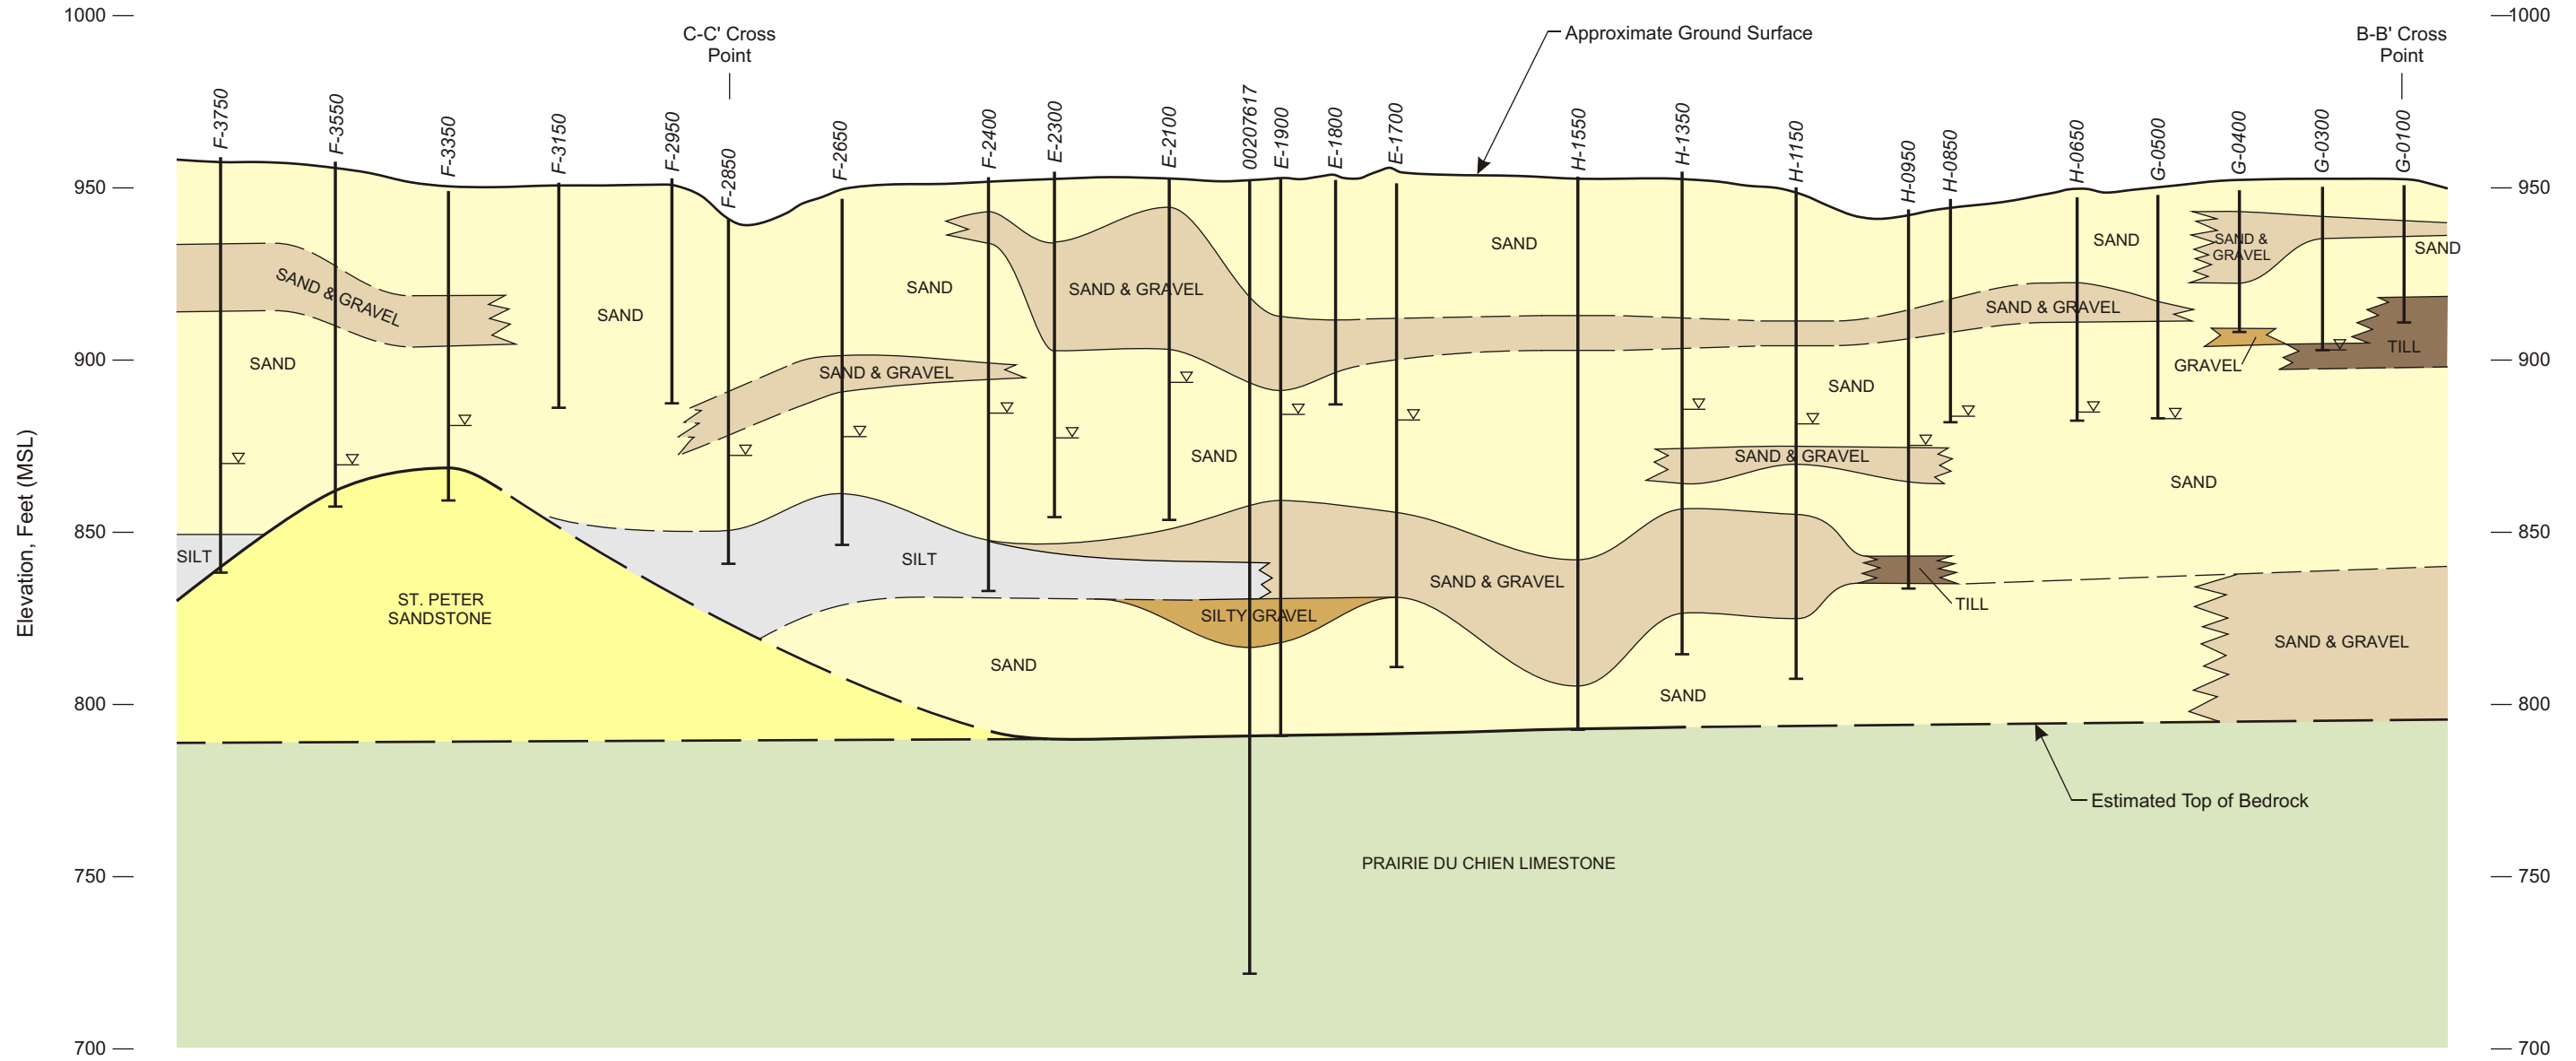 1000
1000
C-C' Cross
Point
Approximate Ground Surface
B-B' Cross
Point
F-3750
F-3550
F-3350
F-3150
F-2950
F-2850
F-2650
F-2400
E-2300
E-2100
00207617
E-1900
E-1800
E-1700
H-1550
H-1350
H-1150
H-0950
H-0850
H-0650
G-0500
G-0400
G-0300
G-0100
950
950
SAND
SAND
SAND &
GRAVEL
SAND
SAND & GRAVEL
SAND
SAND
SAND & GRAVEL
SAND & GRAVEL
900
900
SAND
SAND & GRAVEL
SAND
GRAVEL
TILL
SAND
SAND & GRAVEL
SAND
Elevation, Feet (MSL)
850
850
SILT
SILT
ST. PETER
SANDSTONE
SAND & GRAVEL
TILL
SILTY GRAVEL
SAND & GRAVEL
SAND
SAND
800
800
Estimated Top of Bedrock
PRAIRIE DU CHIEN LIMESTONE
750
750
700
700